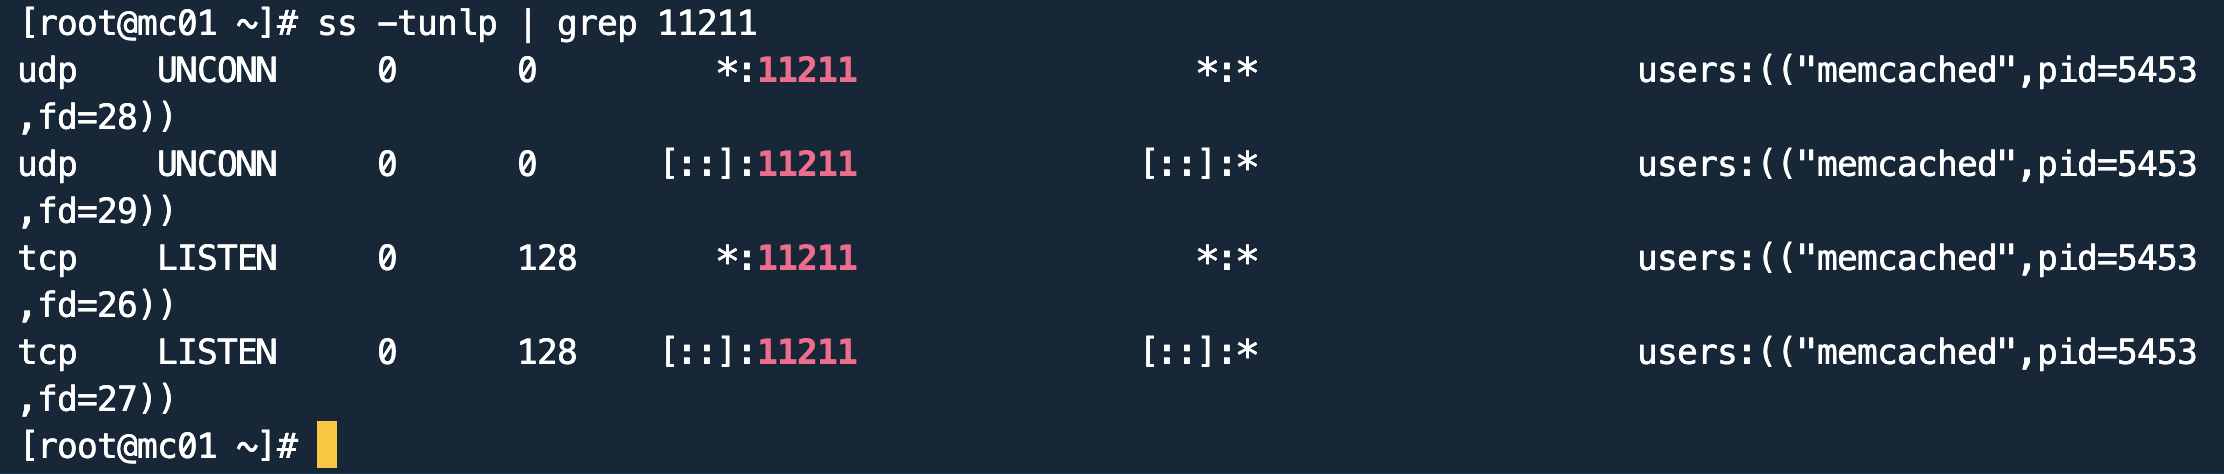 [root@mc01 ~]# ss -tunlp | grep 11211
udp    UNCONN     0      0         *:11211                 *:*                   users:(("memcached",pid=5453
,fd=28))
udp    UNCONN     0      0      [::]:11211              [::]:*                   users:(("memcached",pid=5453
,fd=29))
tcp    LISTEN     0      128       *:11211                 *:*                   users:(("memcached",pid=5453
,fd=26))
tcp    LISTEN     0      128    [::]:11211              [::]:*                   users:(("memcached",pid=5453
,fd=27))
[root@mc01 ~]#